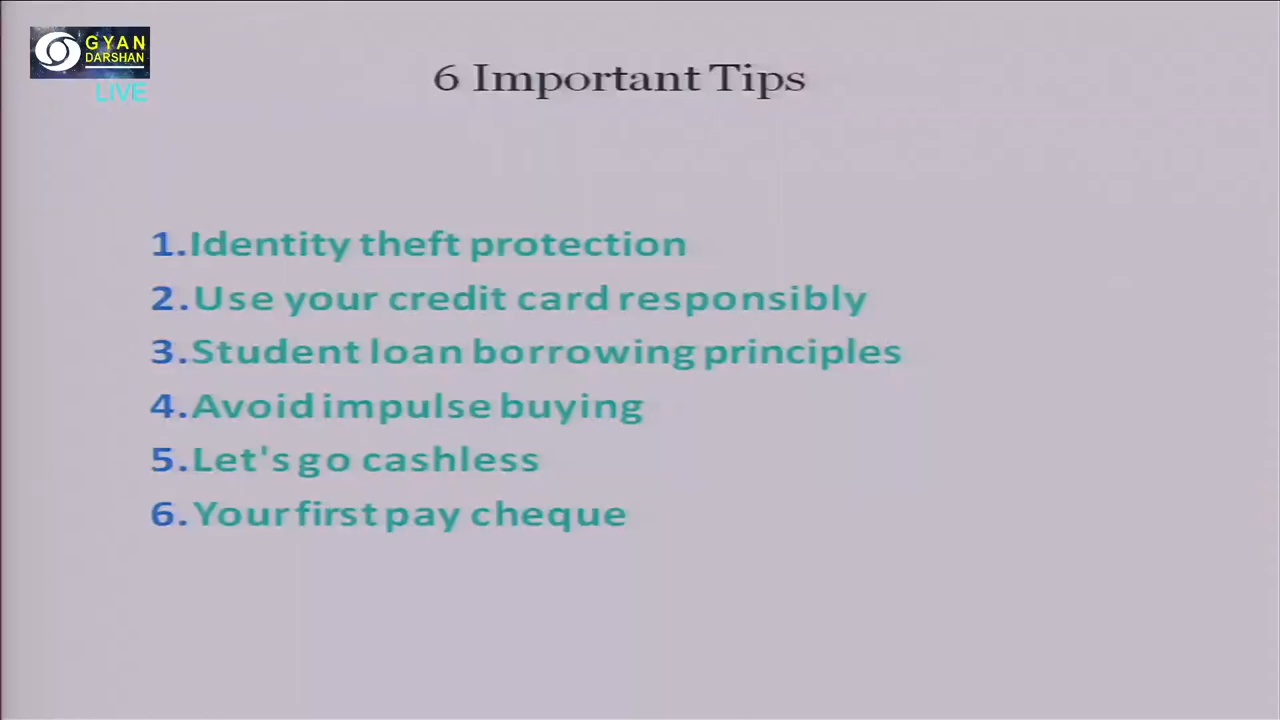 GYAN
DARSHAN
LIVE
6 Important Tips
1.Identity theft protection
2.Use your credit card responsibly
3.Student loan borrowing principles
4.Avoid impulse buying
5.Let's go cashless
6.Your first pay cheque